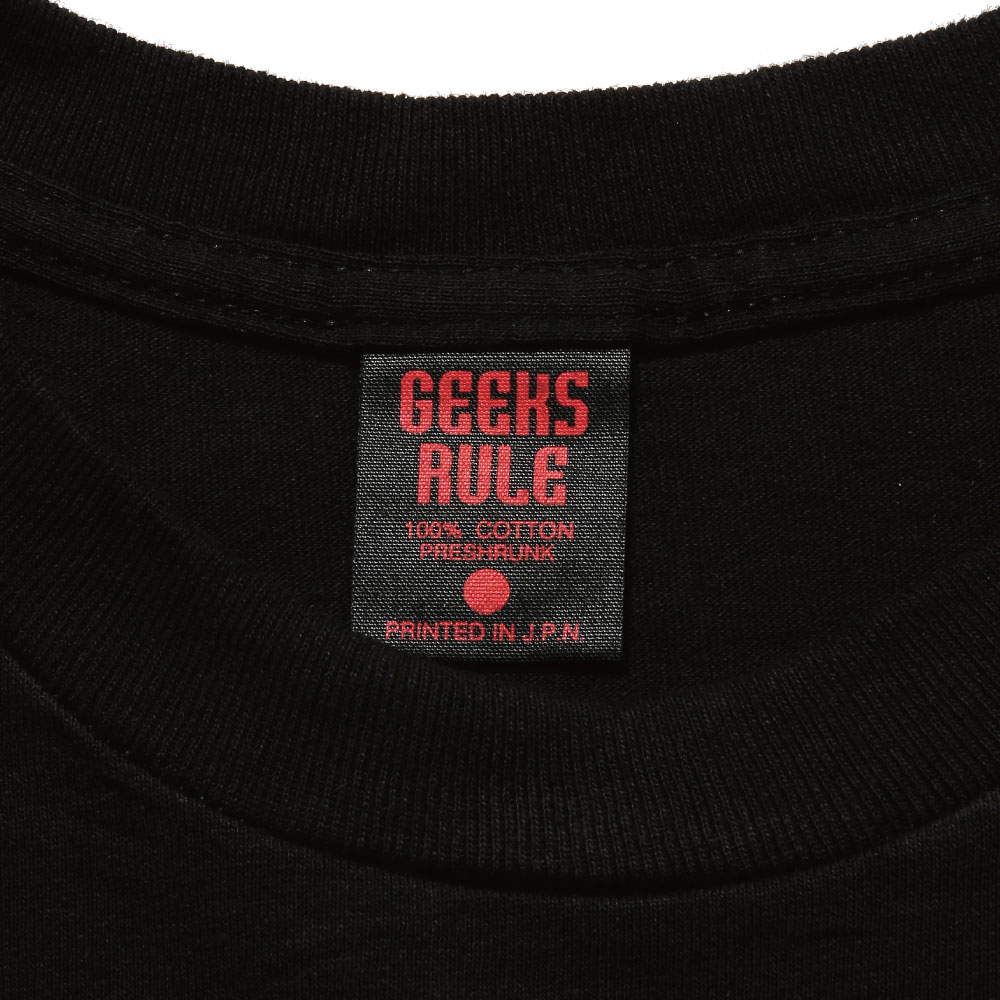 GEEKS
RULE
100% COTTON
PRESHRUNK
PRINTED IN J.P.N.